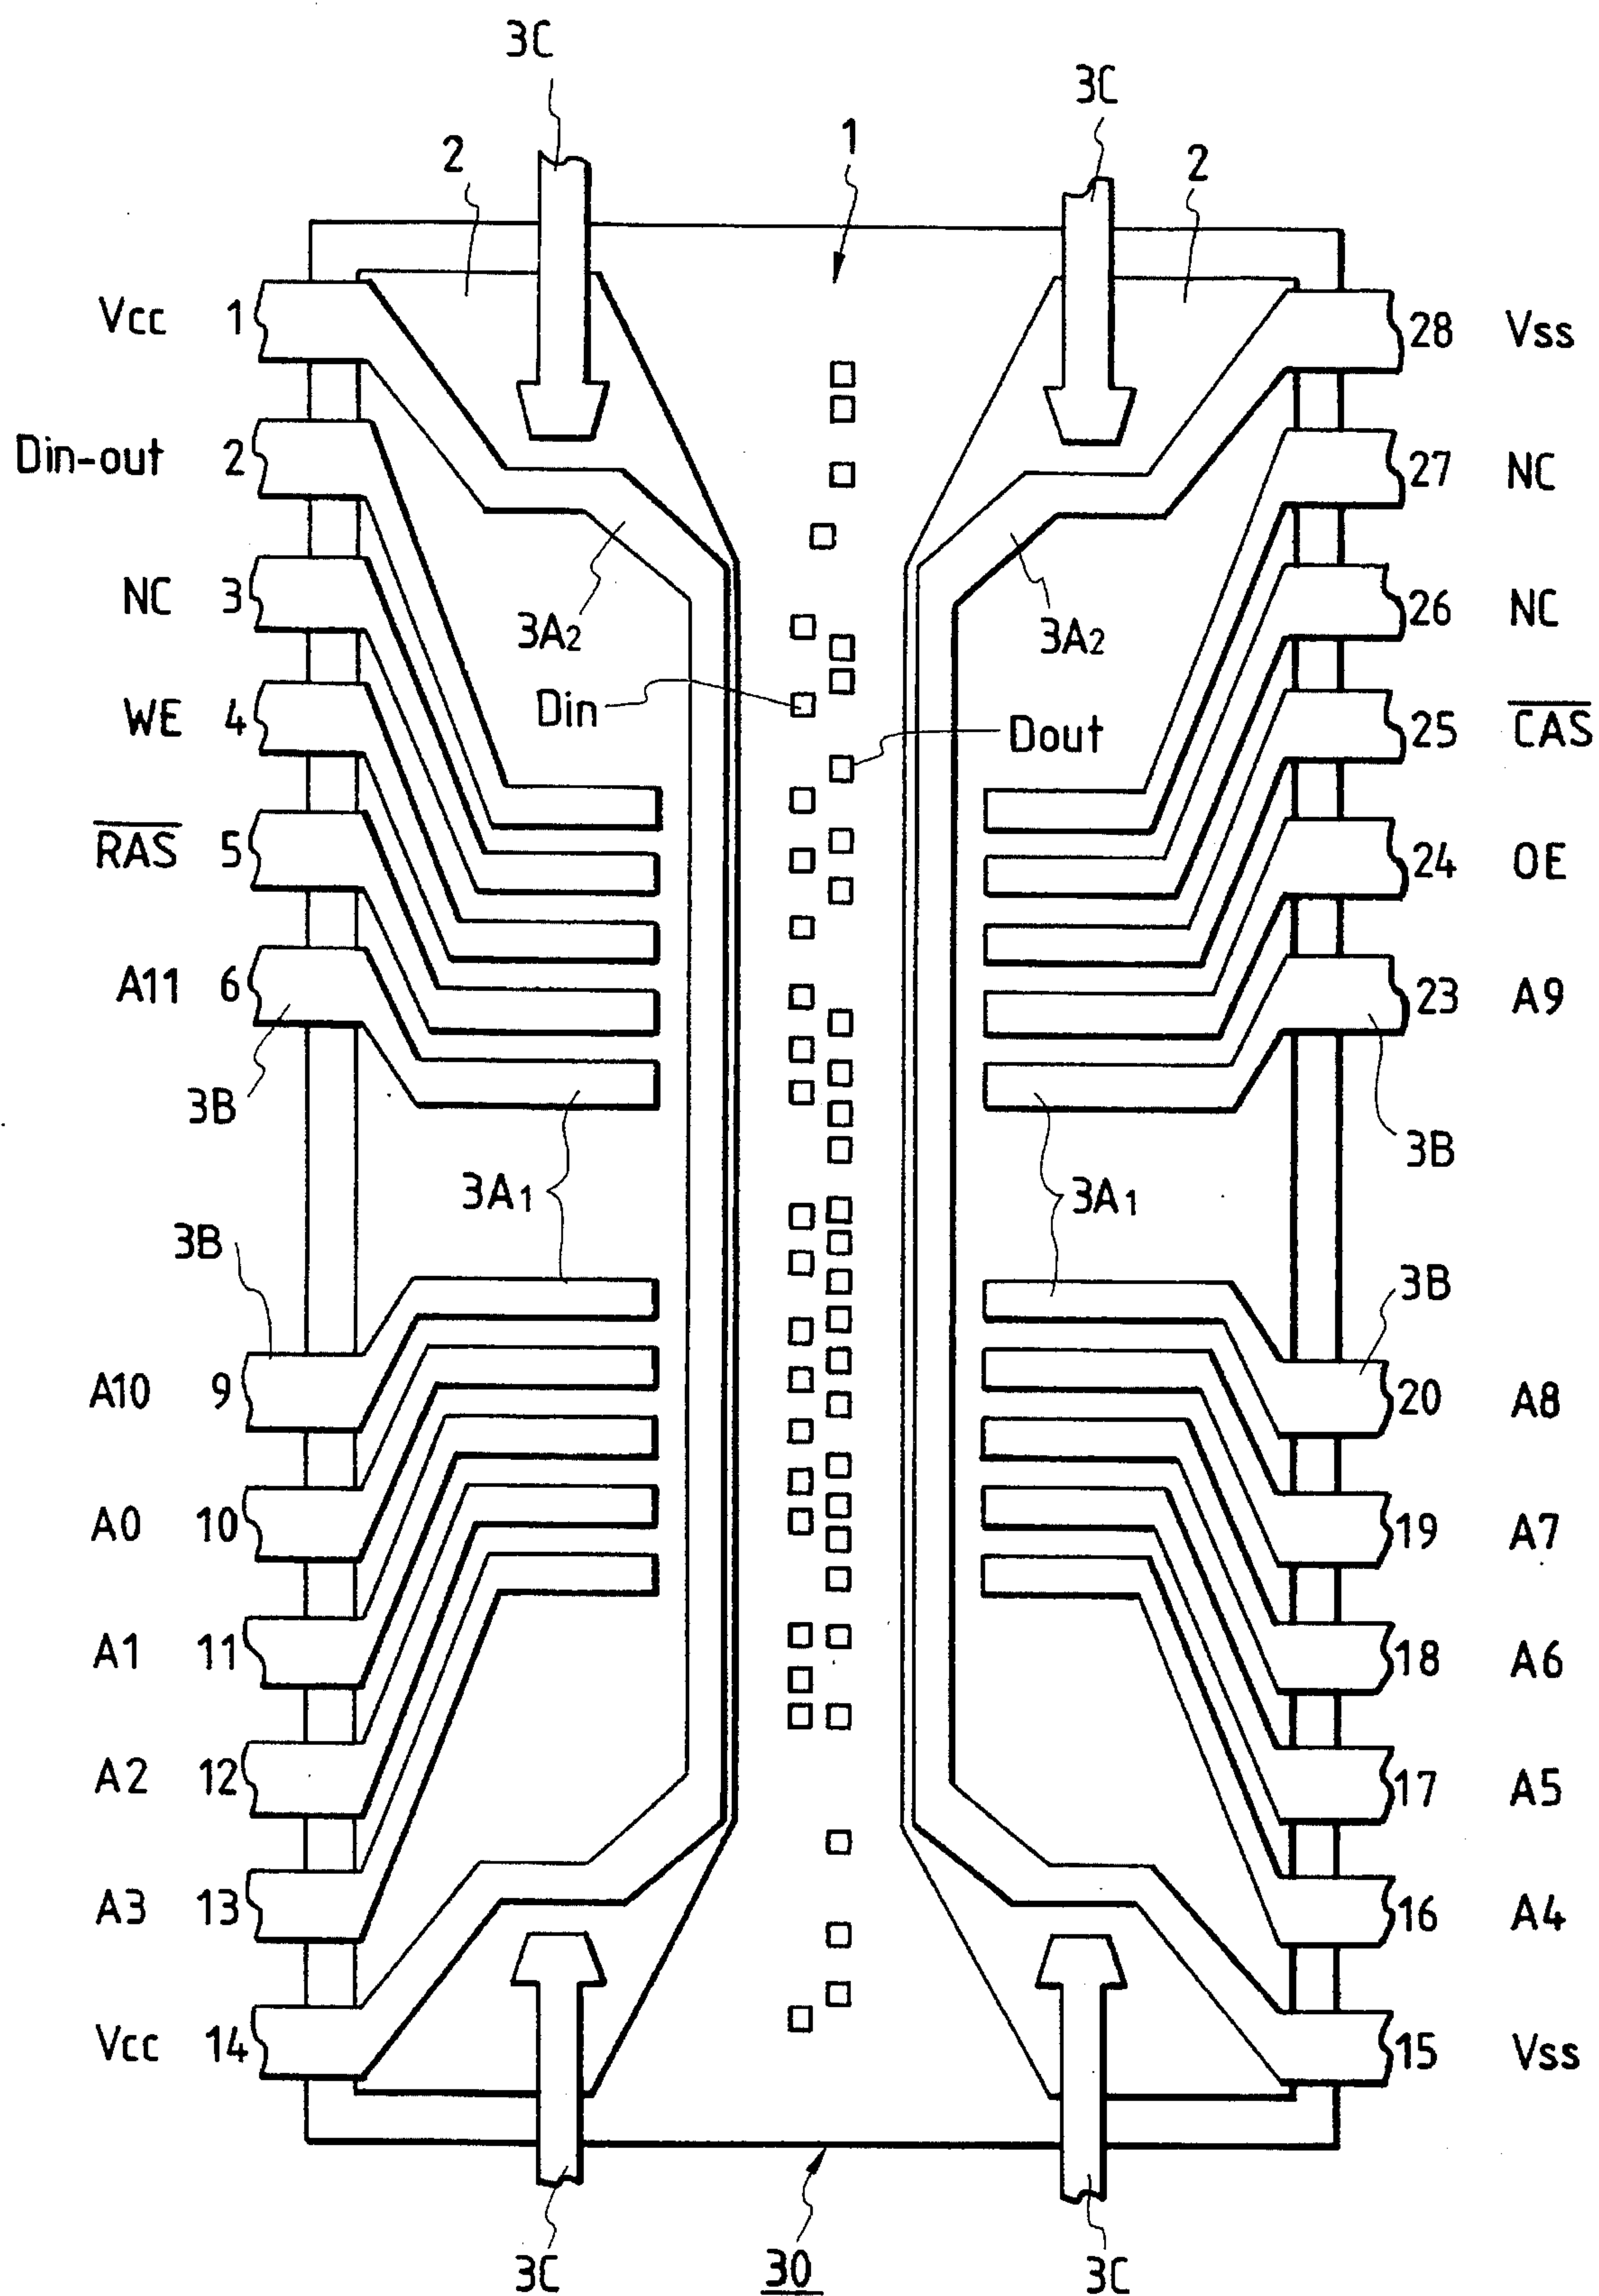 3C
3C
2
1
2
Vcc 1
28 Vss
Din-out 2
27 NC
NC 3
26 NC
3A2
3A2
WE 4
Din
Dout
25 CAS
RAS 5
24 OE
A11 6
23 A9
3B
3B
3A1
3A1
3B
3B
A10 9
20 A8
A0 10
19 A7
A1 11
18 A6
A2 12
17 A5
A3 13
16 A4
Vcc 14
15 Vss
3C
30
3C